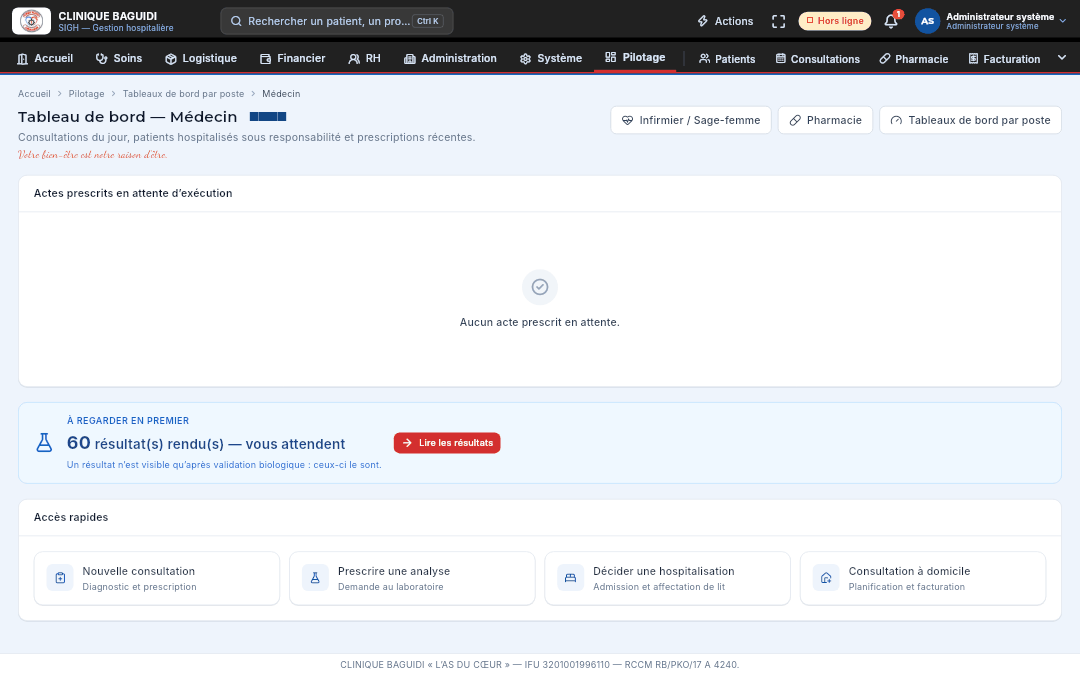 CLINIQUE BAGUIDI
SIGH — Gestion hospitalière
Rechercher un patient, un pro... Ctrl K
Actions
Hors ligne
1
AS
Administrateur système
Administrateur système
Accueil Soins Logistique Financier RH Administration Système Pilotage Patients Consultations Pharmacie Facturation
Accueil > Pilotage > Tableaux de bord par poste > Médecin
Tableau de bord — Médecin
Infirmier / Sage-femme Pharmacie Tableaux de bord par poste
Consultations du jour, patients hospitalisés sous responsabilité et prescriptions récentes.
Votre bien-être est notre raison d'être.
Actes prescrits en attente d'exécution
Aucun acte prescrit en attente.
À REGARDER EN PREMIER
60 résultat(s) rendu(s) — vous attendent
Lire les résultats
Un résultat n'est visible qu'après validation biologique : ceux-ci le sont.
Accès rapides
Nouvelle consultation
Diagnostic et prescription
Prescrire une analyse
Demande au laboratoire
Décider une hospitalisation
Admission et affectation de lit
Consultation à domicile
Planification et facturation
CLINIQUE BAGUIDI « L'AS DU CŒUR » — IFU 3201001996110 — RCCM RB/PKO/17 A 4240.